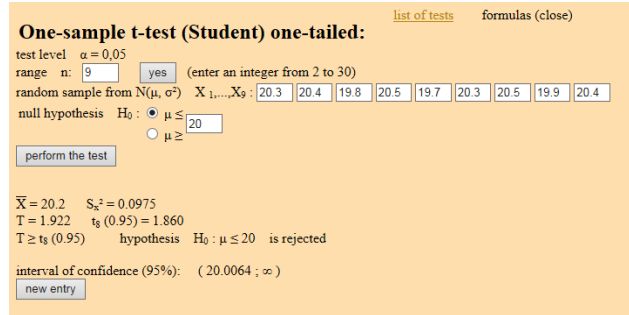 list of tests formulas (close)
One-sample t-test (Student) one-tailed:
test level α = 0,05
range n: 9 yes (enter an integer from 2 to 30)
random sample from N(μ, σ²) X 1,...,X9 : 20.3 20.4 19.8 20.5 19.7 20.3 20.5 19.9 20.4
null hypothesis H0 : μ ≤
20
μ ≥
perform the test
X̅ = 20.2 Sx² = 0.0975
T = 1.922 t8 (0.95) = 1.860
T ≥ t8 (0.95) hypothesis H0 : μ ≤ 20 is rejected
interval of confidence (95%): ( 20.0064 ; ∞ )
new entry